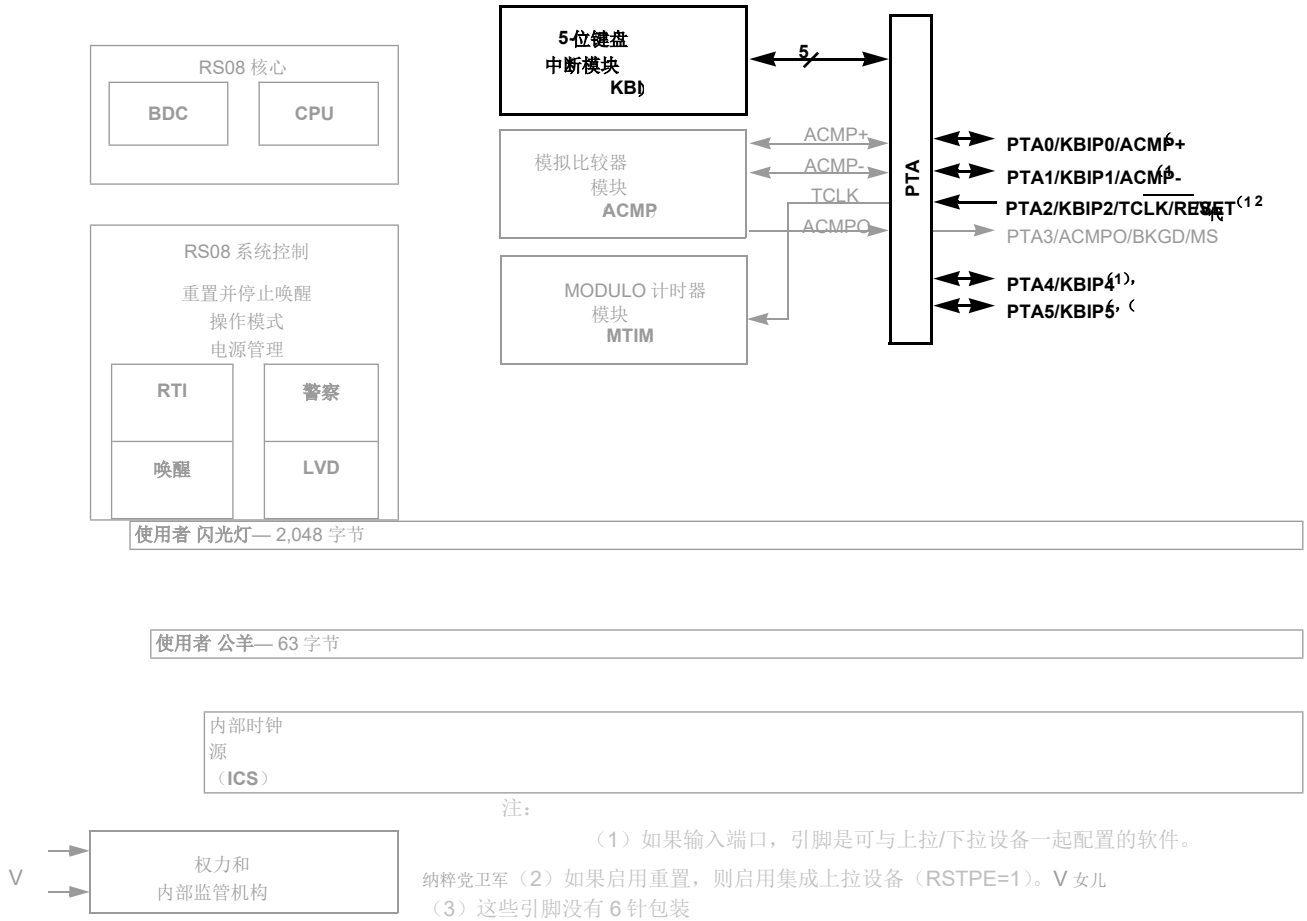 5-位键盘
中断模块
KBI)
5
RS08 核心
BDC
CPU
模拟比较器
模块
ACMP)
ACMP+
ACMP-
TCLK
ACMPO
PTA
PTA0/KBIP0/ACMP+
PTA1/KBIP1/ACMP-
PTA2/KBIP2/TCLK/RESET(1 2
PTA3/ACMPO/BKGD/MS
PTA4/KBIP4(1),
PTA5/KBIP5
RS08 系统控制
重置并停止唤醒
操作模式
电源管理
RTI
警察
唤醒
LVD
MODULO 计时器
模块
MTIM
使用者 闪光灯— 2,048 字节
使用者 公羊— 63 字节
内部时钟
源
（ICS）
注:
（1）如果输入端口，引脚是可与上拉/下拉设备一起配置的软件。
V
权力和
内部监管机构
纳粹党卫军（2）如果启用重置，则启用集成上拉设备（RSTPE=1）。V 女儿
（3）这些引脚没有 6 针包装